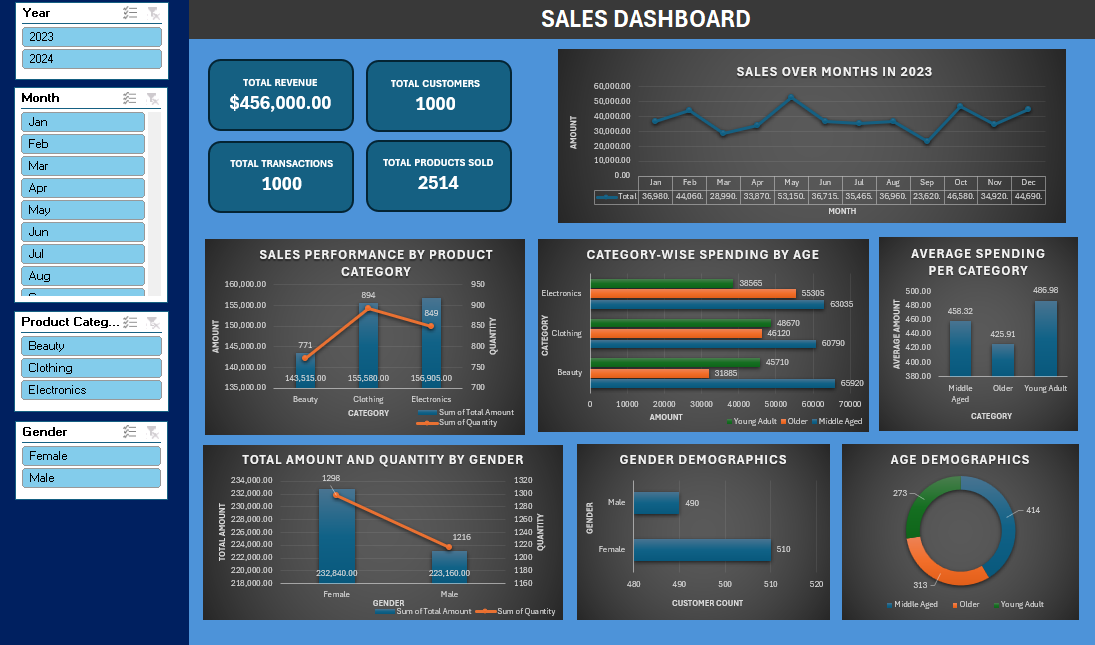 SALES DASHBOARD
Year
2023
2024
Month
Jan
Feb
Mar
Apr
May
Jun
Jul
Aug
Product Categ...
Beauty
Clothing
Electronics
Gender
Female
Male
TOTAL REVENUE
$456,000.00
TOTAL CUSTOMERS
1000
TOTAL TRANSACTIONS
1000
TOTAL PRODUCTS SOLD
2514
SALES OVER MONTHS IN 2023
AMOUNT
60,000.00
50,000.00
40,000.00
30,000.00
20,000.00
10,000.00
0.00
Jan Feb Mar Apr May Jun Jul Aug Sep Oct Nov Dec
Total 36,980. 44,060. 28,990. 33,870. 53,150. 36,715. 35,465. 36,960. 23,620. 46,580. 34,920. 44,690.
MONTH
SALES PERFORMANCE BY PRODUCT
CATEGORY
AMOUNT
160,000.00
155,000.00
150,000.00
145,000.00
140,000.00
135,000.00
771
894
849
143,515.00 155,580.00 156,905.00
950
900
850
800
750
700
QUANTITY
Beauty Clothing Electronics
CATEGORY
Sum of Total Amount
Sum of Quantity
CATEGORY-WISE SPENDING BY AGE
CATEGORY
Electronics
38565
55305
63035
Clothing
48670
46120
60790
Beauty
45710
31885
65920
0 10000 20000 30000 40000 50000 60000 70000
AMOUNT
Young Adult Older Middle Aged
AVERAGE SPENDING
PER CATEGORY
AVERAGE AMOUNT
500.00
480.00
460.00
440.00
420.00
400.00
380.00
458.32
425.91
486.98
Middle
Aged
Older
Young Adult
CATEGORY
TOTAL AMOUNT AND QUANTITY BY GENDER
TOTAL AMOUNT
234,000.00
232,000.00
230,000.00
228,000.00
226,000.00
224,000.00
222,000.00
220,000.00
218,000.00
1298
1216
232,840.00 223,160.00
1320
1300
1280
1260
1240
1220
1200
1180
1160
QUANTITY
Female Male
GENDER
Sum of Total Amount Sum of Quantity
GENDER DEMOGRAPHICS
GENDER
Male
490
Female
510
480 490 500 510 520
CUSTOMER COUNT
AGE DEMOGRAPHICS
273
414
313
Middle Aged Older Young Adult